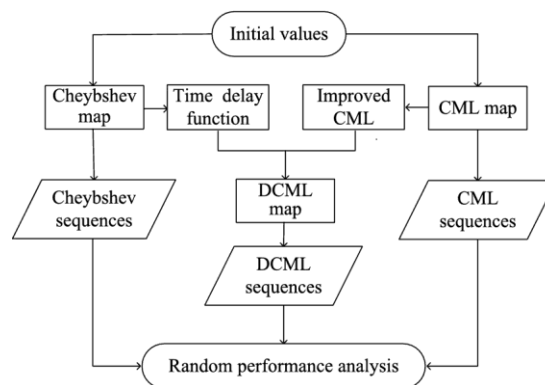 Initial values
Cheybshev
map
Time delay
function
Improved
CML
CML map
Cheybshev
sequences
DCML
map
CML
sequences
DCML
sequences
Random performance analysis